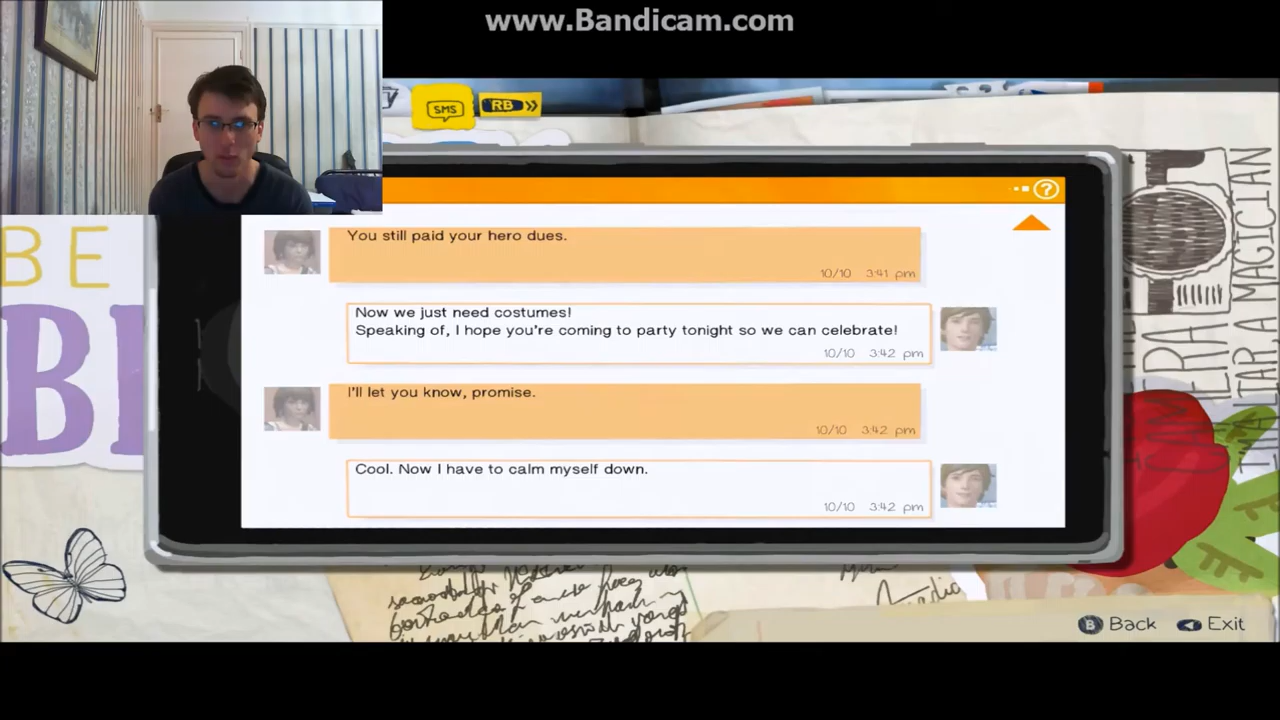 www.Bandicam.com
SMS
RB
You still paid your hero dues.
10/10 3:41 pm
Now we just need costumes!
Speaking of, I hope you're coming to party tonight so we can celebrate!
10/10 3:42 pm
I'll let you know, promise.
10/10 3:42 pm
Cool. Now I have to calm myself down.
10/10 3:42 pm
BE
B Back
Exit